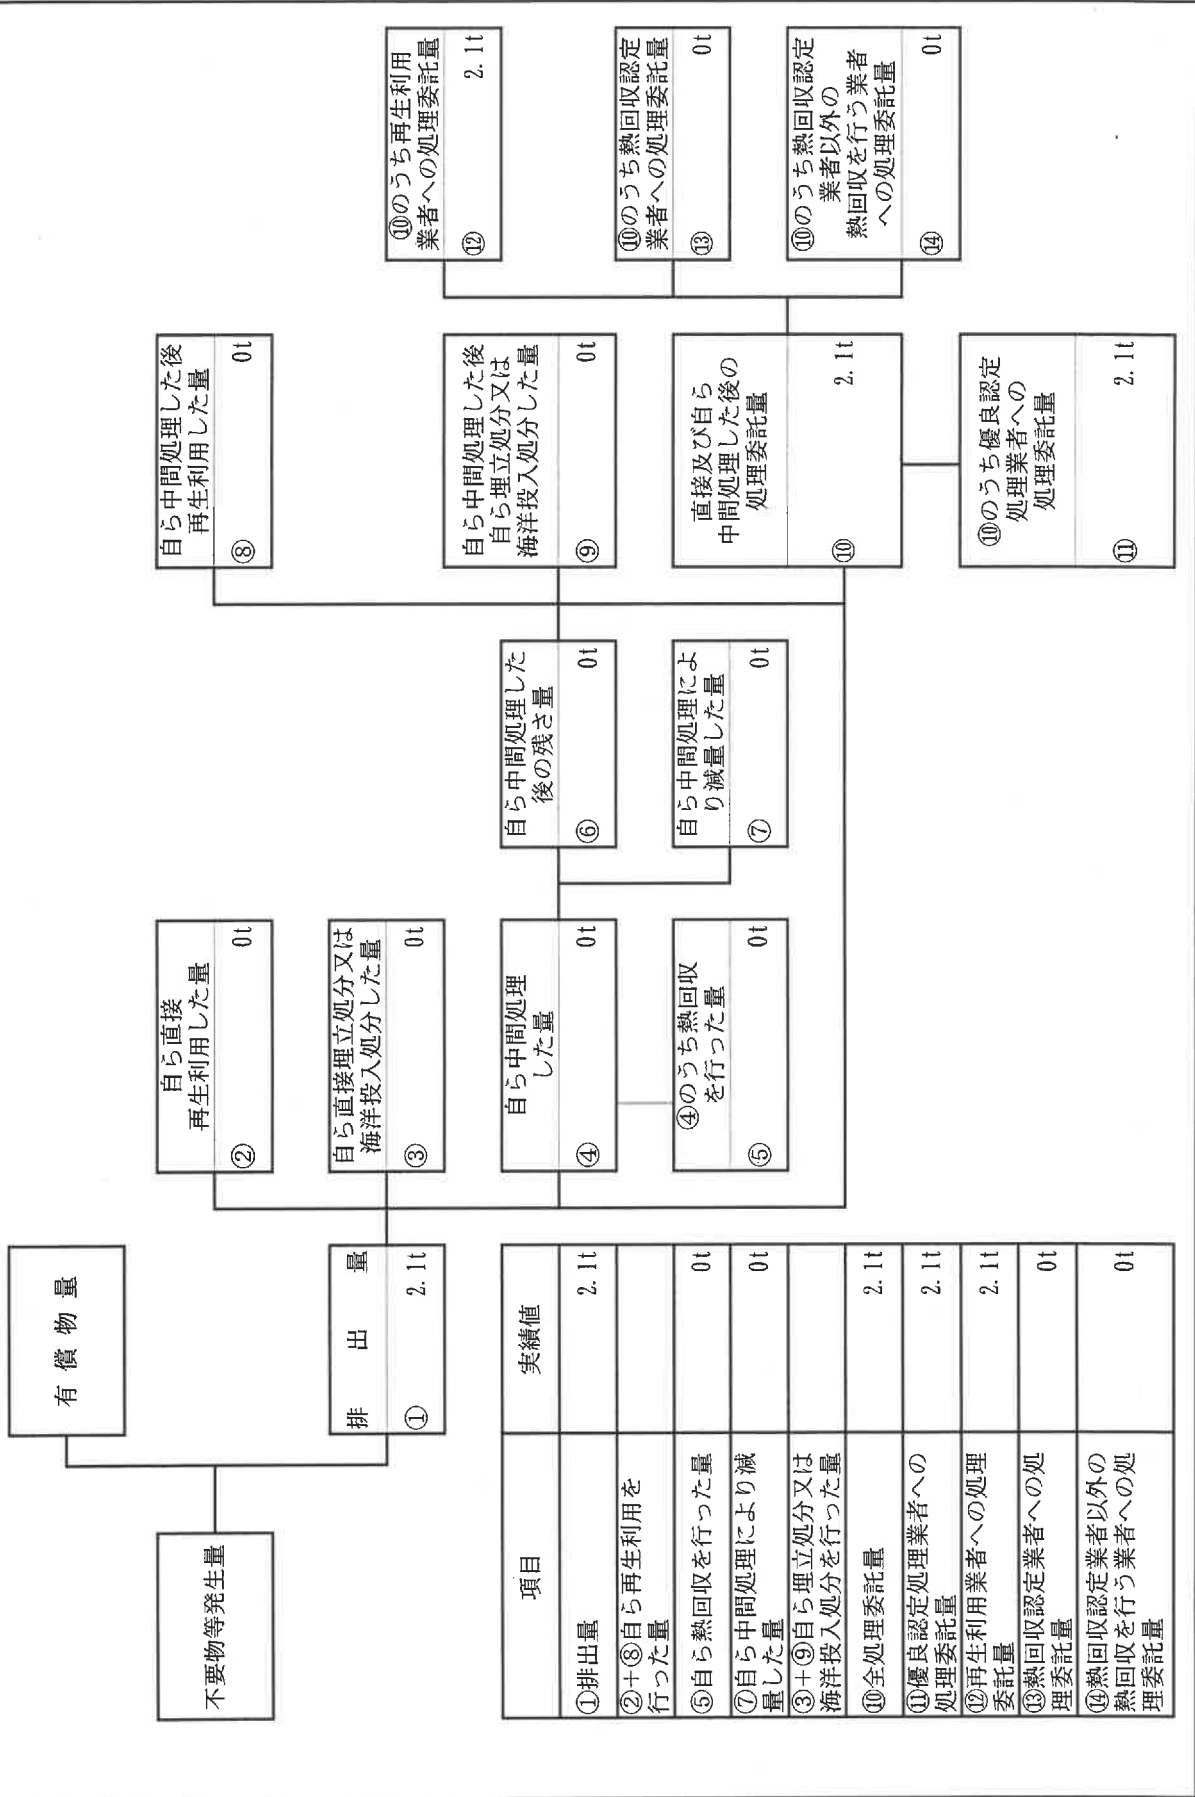 有償物量
不要物等発生量
排出量
① 2.1t
自ら直接
再生利用した量
② 0t
自ら直接埋立処分又は
海洋投入処分した量
③ 0t
自ら中間処理
した量
④ 0t
④のうち熱回収
を行った量
⑤ 0t
自ら中間処理した
後の残さ量
⑥ 0t
自ら中間処理によ
り減量した量
⑦ 0t
自ら中間処理した後
再生利用した量
⑧ 0t
自ら中間処理した後
自ら埋立処分又は
海洋投入処分した量
⑨ 0t
直接及び自ら
中間処理した後の
処理委託量
⑩ 2.1t
⑩のうち優良認定
処理業者への
処理委託量
⑪ 2.1t
⑩のうち再生利用
業者への処理委託量
⑫ 2.1t
⑩のうち熱回収認定
業者への処理委託量
⑬ 0t
⑩のうち熱回収認定
業者以外の
熱回収を行う業者
への処理委託量
⑭ 0t
項目 実績値
①排出量 2.1t
②+⑧自ら再生利用を
行った量
⑤自ら熱回収を行った量 0t
⑦自ら中間処理により減
量した量 0t
③+⑨自ら埋立処分又は
海洋投入処分を行った量
⑩全処理委託量 2.1t
⑪優良認定処理業者への
処理委託量 2.1t
⑫再生利用業者への処理
委託量 2.1t
⑬熱回収認定業者への処
理委託量 0t
⑭熱回収認定業者以外の
熱回収を行う業者への処
理委託量 0t